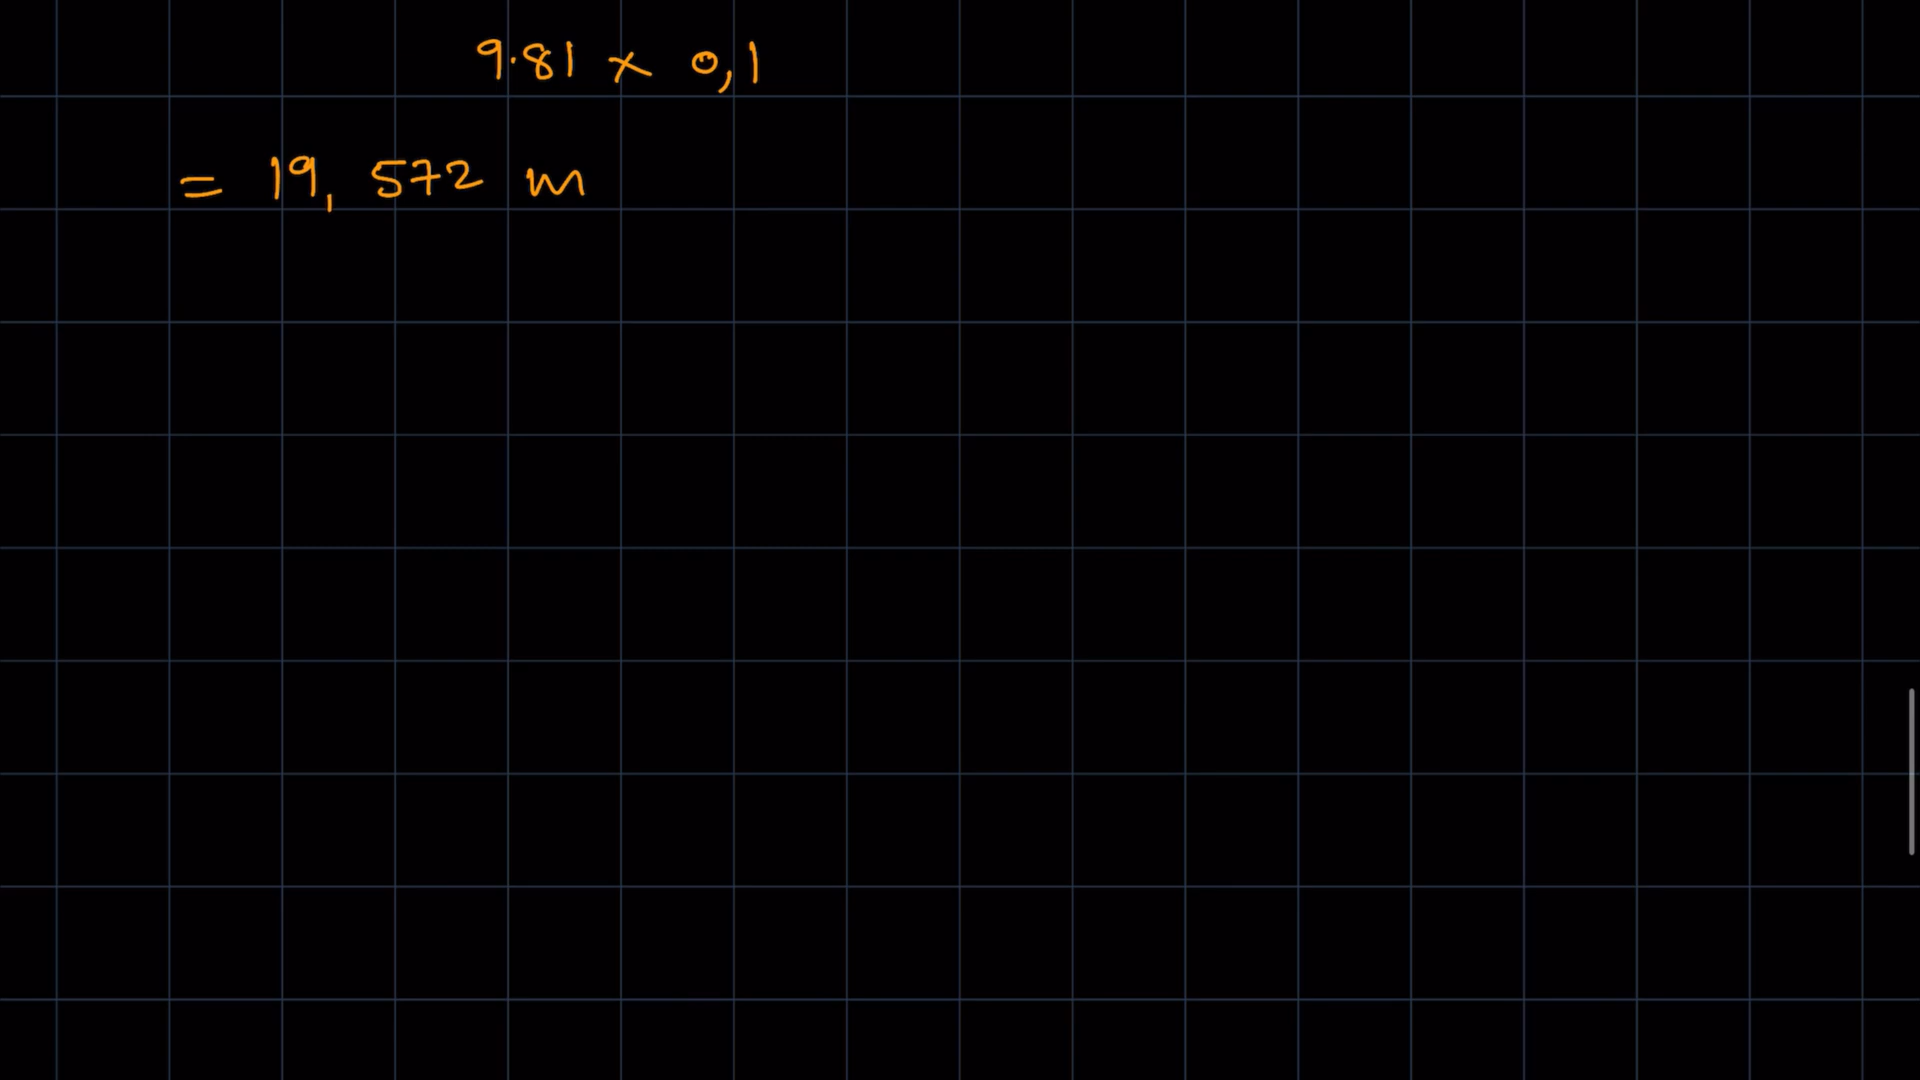 9.81 × 0,1
= 19, 572 m